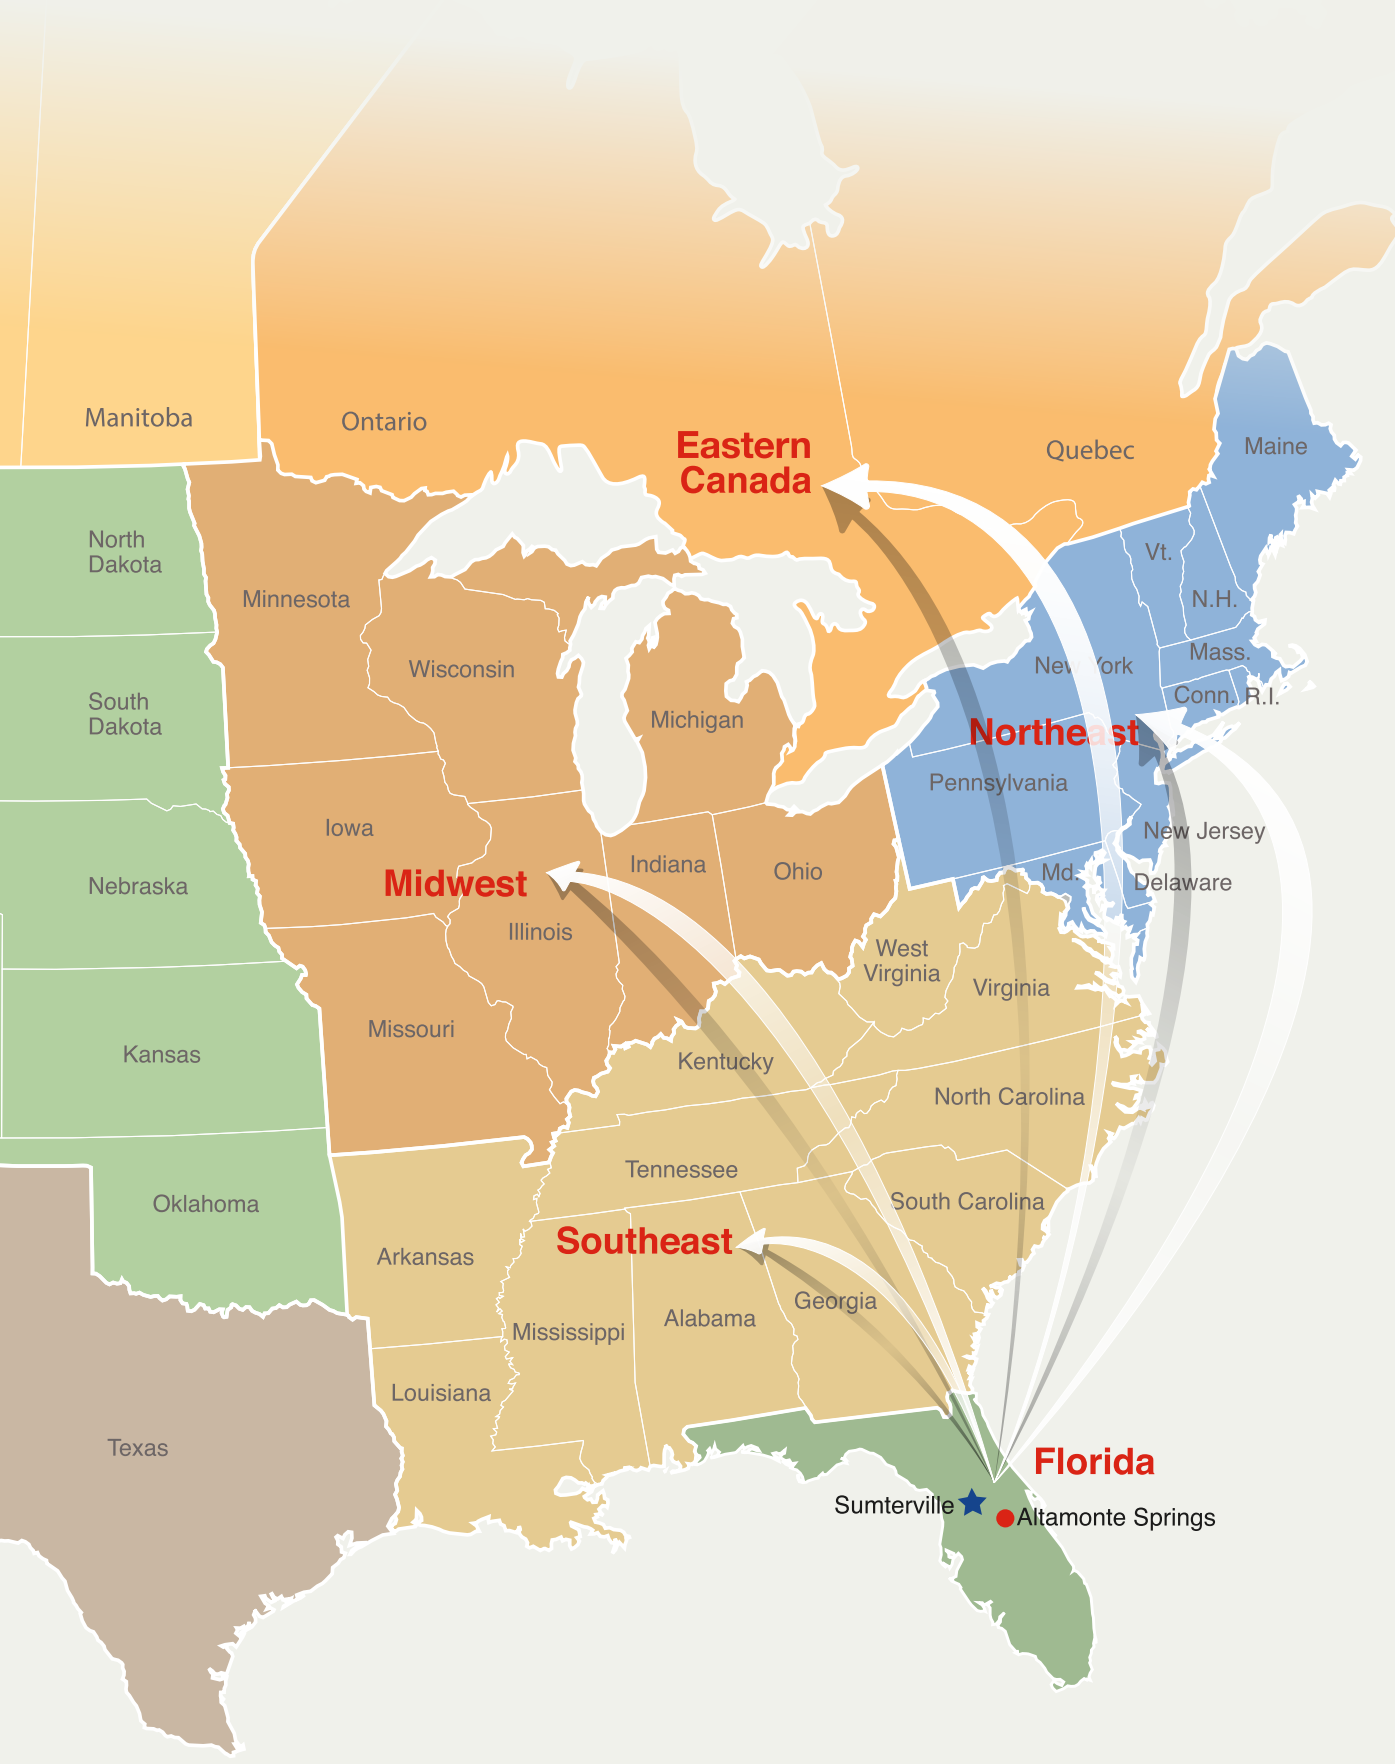 Manitoba
Ontario
Eastern
Canada
Quebec
Maine
North
Dakota
Minnesota
Vt.
N.H.
Wisconsin
New York
Mass.
South
Dakota
Michigan
Conn.
R.I.
Northeast
Pennsylvania
Iowa
New Jersey
Nebraska
Midwest
Indiana
Ohio
Md.
Delaware
Illinois
West
Virginia
Virginia
Kansas
Missouri
Kentucky
North Carolina
Tennessee
Oklahoma
South Carolina
Southeast
Arkansas
Georgia
Mississippi
Alabama
Louisiana
Texas
Florida
Sumterville
Altamonte Springs